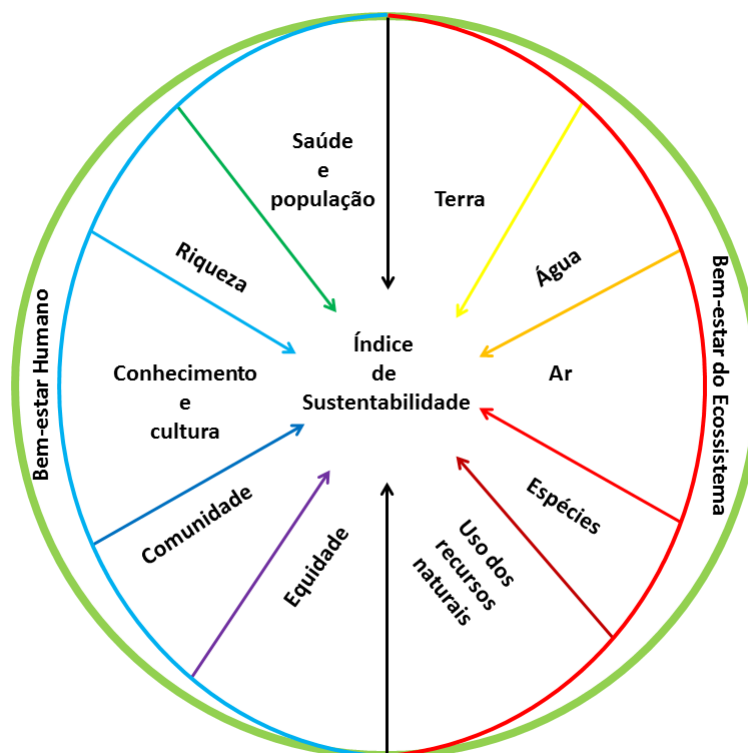 Saúde
e
população
Terra
Riqueza
Água
Bem-estar Humano
Bem-estar do Ecossistema
Índice
de
Sustentabilidade
Conhecimento
e
cultura
Ar
Comunidade
Espécies
Equidade
Uso dos
recursos
naturais